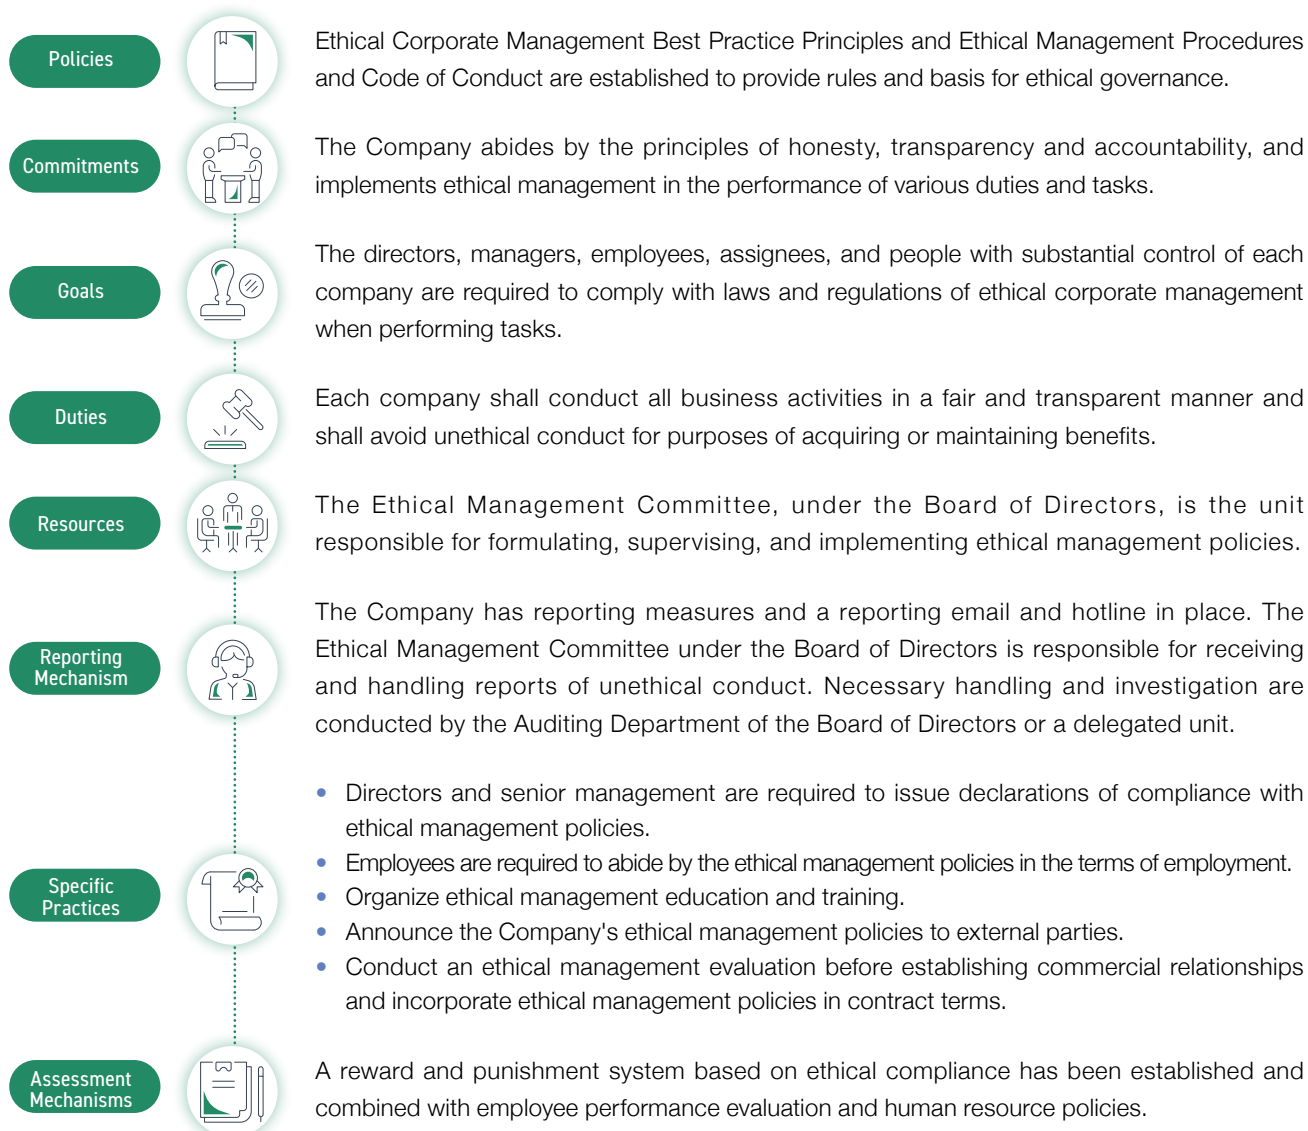 Policies
Ethical Corporate Management Best Practice Principles and Ethical Management Procedures
and Code of Conduct are established to provide rules and basis for ethical governance.
Commitments
The Company abides by the principles of honesty, transparency and accountability, and
implements ethical management in the performance of various duties and tasks.
Goals
The directors, managers, employees, assignees, and people with substantial control of each
company are required to comply with laws and regulations of ethical corporate management
when performing tasks.
Duties
Each company shall conduct all business activities in a fair and transparent manner and
shall avoid unethical conduct for purposes of acquiring or maintaining benefits.
Resources
The Ethical Management Committee, under the Board of Directors, is the unit
responsible for formulating, supervising, and implementing ethical management policies.
Reporting
Mechanism
The Company has reporting measures and a reporting email and hotline in place. The
Ethical Management Committee under the Board of Directors is responsible for receiving
and handling reports of unethical conduct. Necessary handling and investigation are
conducted by the Auditing Department of the Board of Directors or a delegated unit.
Specific
Practices
• Directors and senior management are required to issue declarations of compliance with
ethical management policies.
• Employees are required to abide by the ethical management policies in the terms of employment.
• Organize ethical management education and training.
• Announce the Company's ethical management policies to external parties.
• Conduct an ethical management evaluation before establishing commercial relationships
and incorporate ethical management policies in contract terms.
Assessment
Mechanisms
A reward and punishment system based on ethical compliance has been established and
combined with employee performance evaluation and human resource policies.